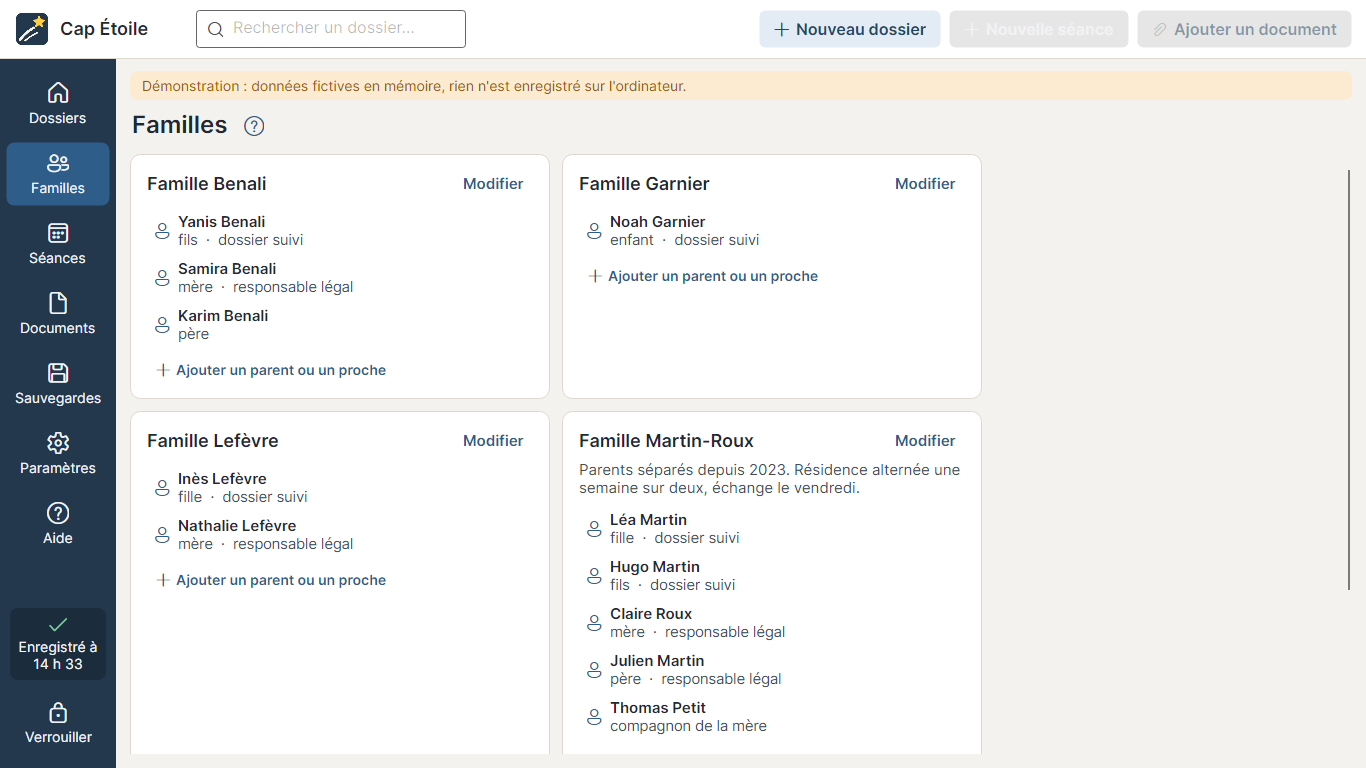 Cap Étoile
Rechercher un dossier...
Nouveau dossier
Nouvelle séance
Ajouter un document
Dossiers
Familles
Séances
Documents
Sauvegardes
Paramètres
Aide
Enregistré à
14 h 33
Verrouiller
Démonstration : données fictives en mémoire, rien n'est enregistré sur l'ordinateur.
Familles
Famille Benali
Modifier
Yanis Benali
fils · dossier suivi
Samira Benali
mère · responsable légal
Karim Benali
père
Ajouter un parent ou un proche
Famille Garnier
Modifier
Noah Garnier
enfant · dossier suivi
Ajouter un parent ou un proche
Famille Lefèvre
Modifier
Inès Lefèvre
fille · dossier suivi
Nathalie Lefèvre
mère · responsable légal
Ajouter un parent ou un proche
Famille Martin-Roux
Modifier
Parents séparés depuis 2023. Résidence alternée une
semaine sur deux, échange le vendredi.
Léa Martin
fille · dossier suivi
Hugo Martin
fils · dossier suivi
Claire Roux
mère · responsable légal
Julien Martin
père · responsable légal
Thomas Petit
compagnon de la mère